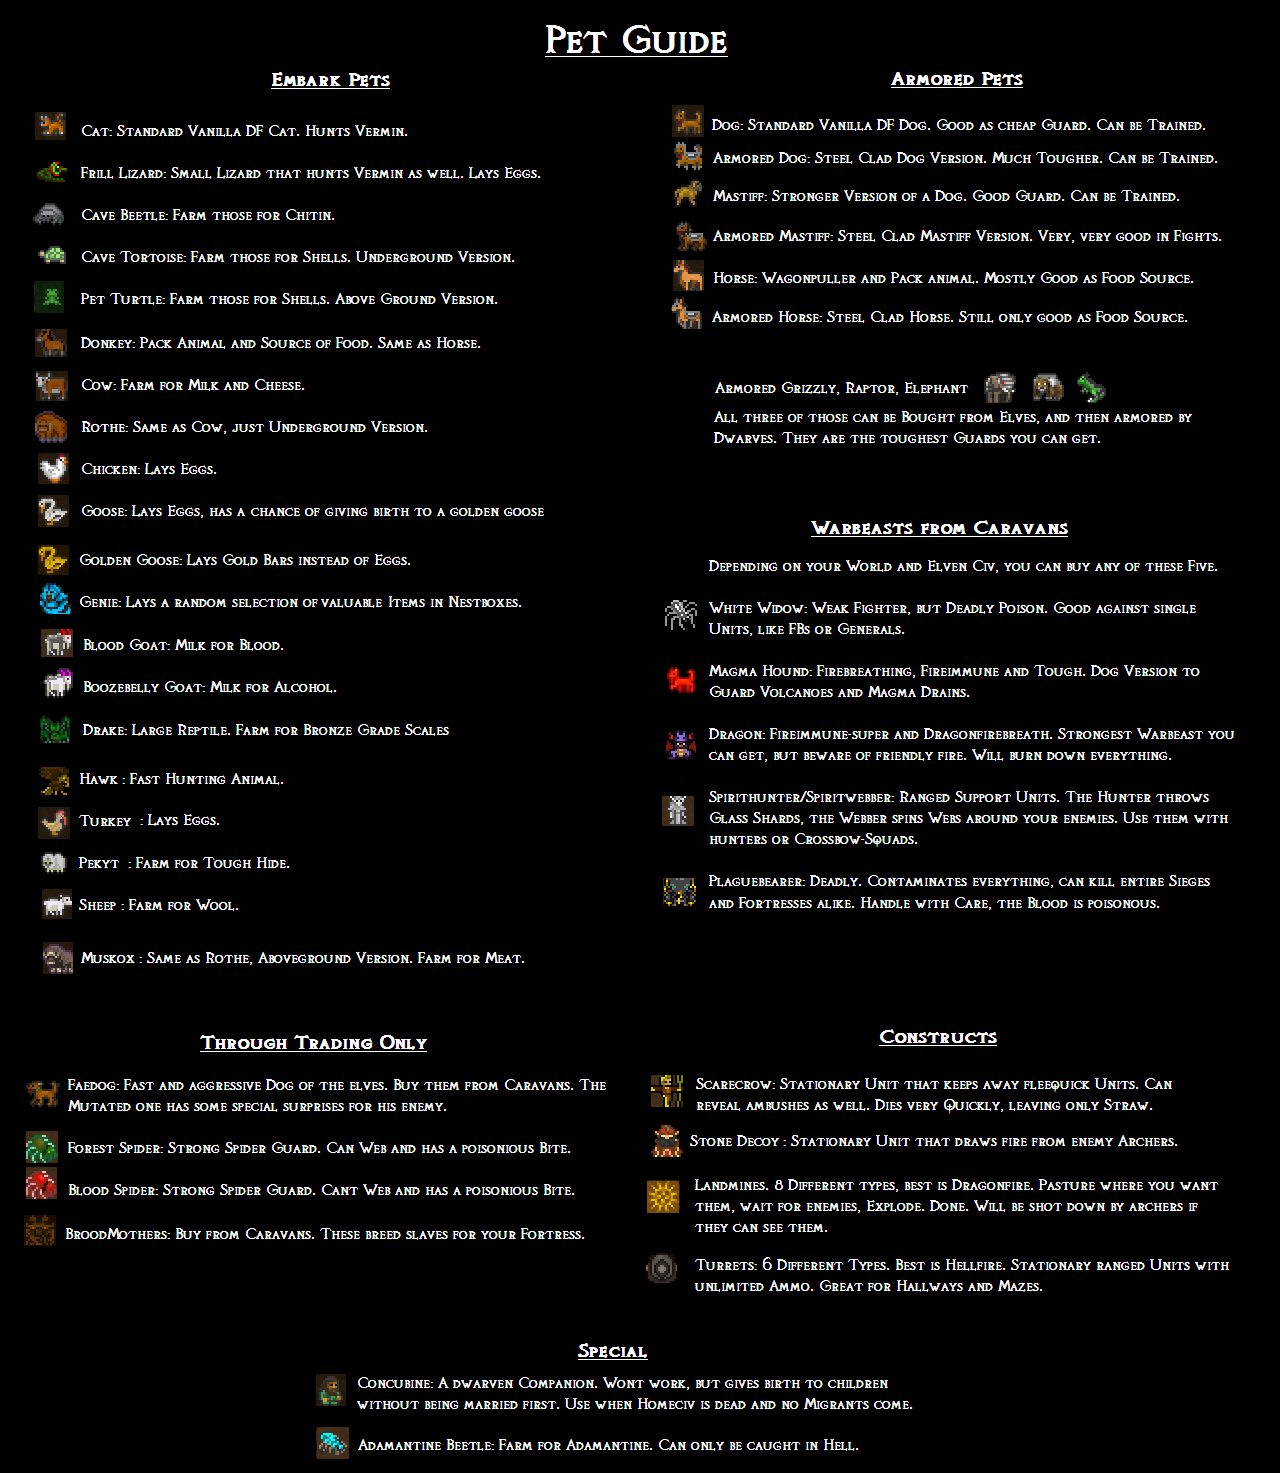 Pet Guide
Embark Pets
Cat: Standard Vanilla DF Cat. Hunts Vermin.
Frill Lizard: Small Lizard that hunts Vermin as well. Lays Eggs.
Cave Beetle: Farm those for Chitin.
Cave Tortoise: Farm those for Shells. Underground Version.
Pet Turtle: Farm those for Shells. Above Ground Version.
Donkey: Pack Animal and Source of Food. Same as Horse.
Cow: Farm for Milk and Cheese.
Rothe: Same as Cow, just Underground Version.
Chicken: Lays Eggs.
Goose: Lays Eggs, has a chance of giving birth to a golden goose
Golden Goose: Lays Gold Bars instead of Eggs.
Genie: Lays a random selection of valuable Items in Nestboxes.
Blood Goat: Milk for Blood.
Boozebelly Goat: Milk for Alcohol.
Drake: Large Reptile. Farm for Bronze Grade Scales
Hawk : Fast Hunting Animal.
Turkey : Lays Eggs.
Pekyt : Farm for Tough Hide.
Sheep : Farm for Wool.
Muskox : Same as Rothe, Aboveground Version. Farm for Meat.
Armored Pets
Dog: Standard Vanilla DF Dog. Good as cheap Guard. Can be Trained.
Armored Dog: Steel Clad Dog Version. Much Tougher. Can be Trained.
Mastiff: Stronger Version of a Dog. Good Guard. Can be Trained.
Armored Mastiff: Steel Clad Mastiff Version. Very, very good in Fights.
Horse: Wagonpuller and Pack animal. Mostly Good as Food Source.
Armored Horse: Steel Clad Horse. Still only good as Food Source.
Armored Grizzly, Raptor, Elephant
All three of those can be Bought from Elves, and then armored by
Dwarves. They are the toughest Guards you can get.
Warbeasts from Caravans
Depending on your World and Elven Civ, you can buy any of these Five.
White Widow: Weak Fighter, but Deadly Poison. Good against single
Units, like FBs or Generals.
Magma Hound: Firebreathing, Fireimmune and Tough. Dog Version to
Guard Volcanoes and Magma Drains.
Dragon: Fireimmune-super and Dragonfirebreath. Strongest Warbeast you
can get, but beware of friendly fire. Will burn down everything.
Spirithunter/Spiritwebber: Ranged Support Units. The Hunter throws
Glass Shards, the Webber spins Webs around your enemies. Use them with
hunters or Crossbow-Squads.
Plaguebearer: Deadly. Contaminates everything, can kill entire Sieges
and Fortresses alike. Handle with Care, the Blood is poisonous.
Through Trading Only
Faedog: Fast and aggressive Dog of the elves. Buy them from Caravans. The
Mutated one has some special surprises for his enemy.
Forest Spider: Strong Spider Guard. Can Web and has a poisonious Bite.
Blood Spider: Strong Spider Guard. Cant Web and has a poisonious Bite.
BroodMothers: Buy from Caravans. These breed slaves for your Fortress.
Constructs
Scarecrow: Stationary Unit that keeps away fleequick Units. Can
reveal ambushes as well. Dies very Quickly, leaving only Straw.
Stone Decoy : Stationary Unit that draws fire from enemy Archers.
Landmines. 8 Different types, best is Dragonfire. Pasture where you want
them, wait for enemies, Explode. Done. Will be shot down by archers if
they can see them.
Turrets: 6 Different Types. Best is Hellfire. Stationary ranged Units with
unlimited Ammo. Great for Hallways and Mazes.
Special
Concubine: A dwarven Companion. Wont work, but gives birth to children
without being married first. Use when Homeciv is dead and no Migrants come.
Adamantine Beetle: Farm for Adamantine. Can only be caught in Hell.